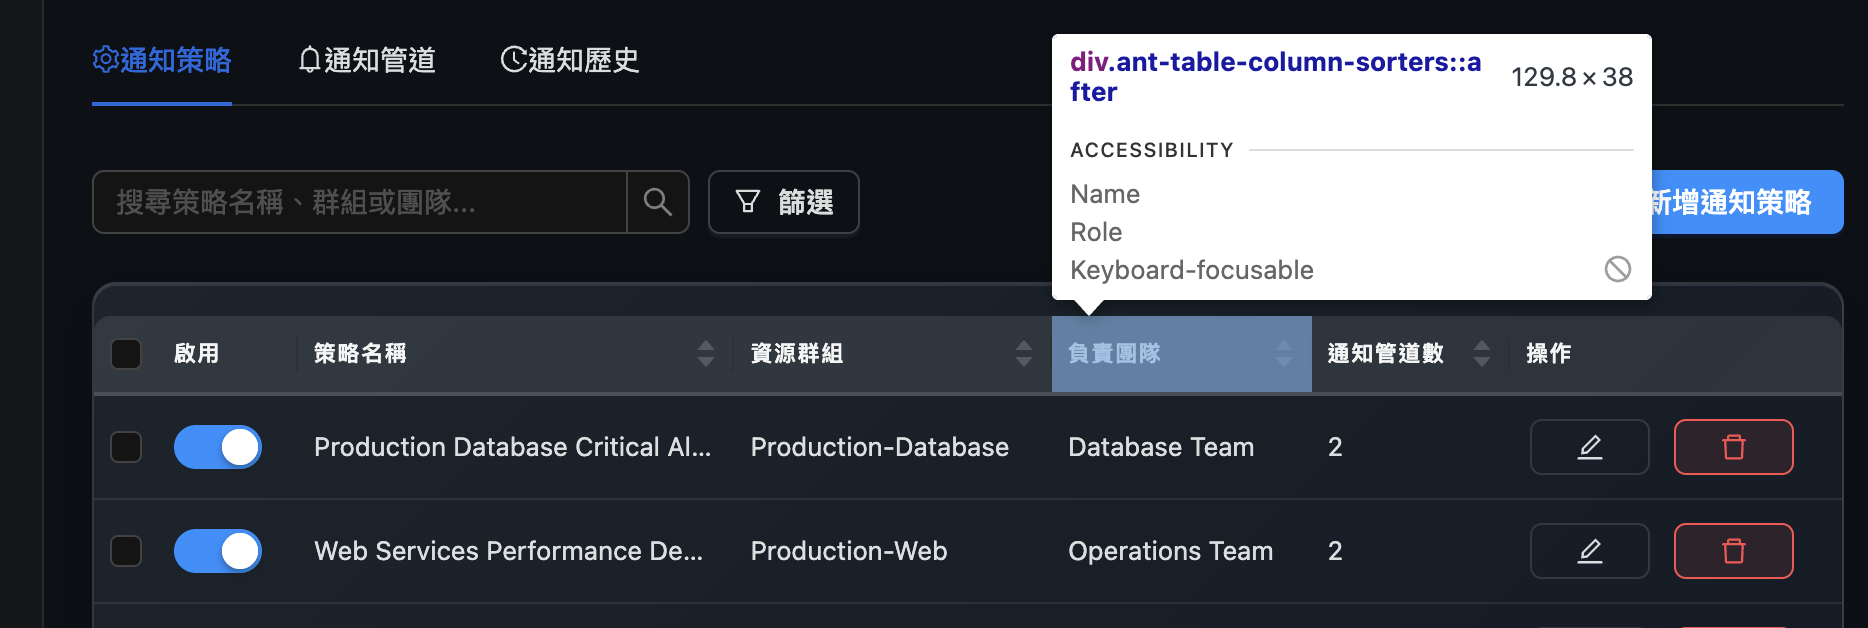 通知策略 通知管道 通知歷史
div.ant-table-column-sorters::a
fter
129.8 × 38
ACCESSIBILITY
Name
Role
Keyboard-focusable
搜尋策略名稱、群組或團隊...
篩選
新增通知策略
啟用 策略名稱 資源群組 負責團隊 通知管道數 操作
Production Database Critical Al... Production-Database Database Team 2
Web Services Performance De... Production-Web Operations Team 2